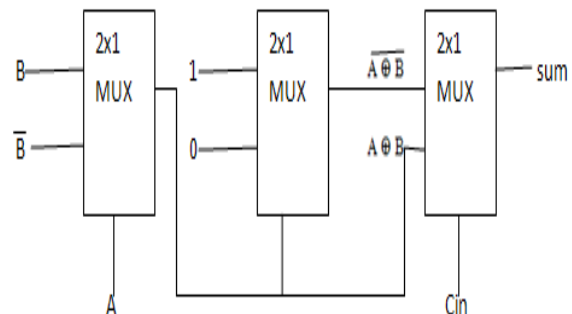 2x1
MUX
B
B̅
A
2x1
MUX
1
0
2x1
MUX
A̅ ̅⊕̅ ̅B̅
A ⊕ B
sum
Cin